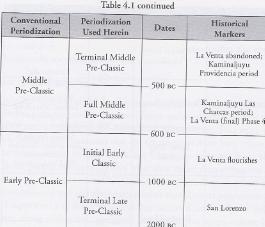 Table 4.1 continued
Conventional Periodization
Periodization Used Herein
Dates
Historical Markers
Middle Pre-Classic
Terminal Middle Pre-Classic
La Venta abandoned; Kaminaljuyu Providencia period
500 BC
Full Middle Pre-Classic
Kaminaljuyu Las Charcas period; La Venta (final) Phase 4
600 BC
Early Pre-Classic
Initial Early Classic
La Venta flourishes
1000 BC
Terminal Late Pre-Classic
San Lorenzo
2000 BC